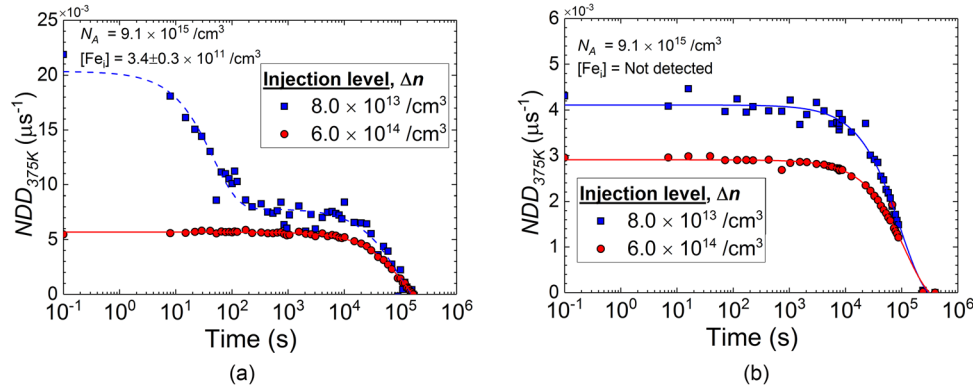 25 ×10⁻³
N_A = 9.1 × 10¹⁵ /cm³
[Fe_i] = 3.4±0.3 × 10¹¹ /cm³
Injection level, Δn
8.0 × 10¹³ /cm³
6.0 × 10¹⁴ /cm³
20
15
10
5
0
NDD_375K (μs⁻¹)
10⁻¹ 10⁰ 10¹ 10² 10³ 10⁴ 10⁵ 10⁶
Time (s)
(a)
6 ×10⁻³
N_A = 9.1 × 10¹⁵ /cm³
[Fe_i] = Not detected
5
4
3
2
1
0
NDD_375K (μs⁻¹)
Injection level, Δn
8.0 × 10¹³ /cm³
6.0 × 10¹⁴ /cm³
10⁻¹ 10⁰ 10¹ 10² 10³ 10⁴ 10⁵ 10⁶
Time (s)
(b)